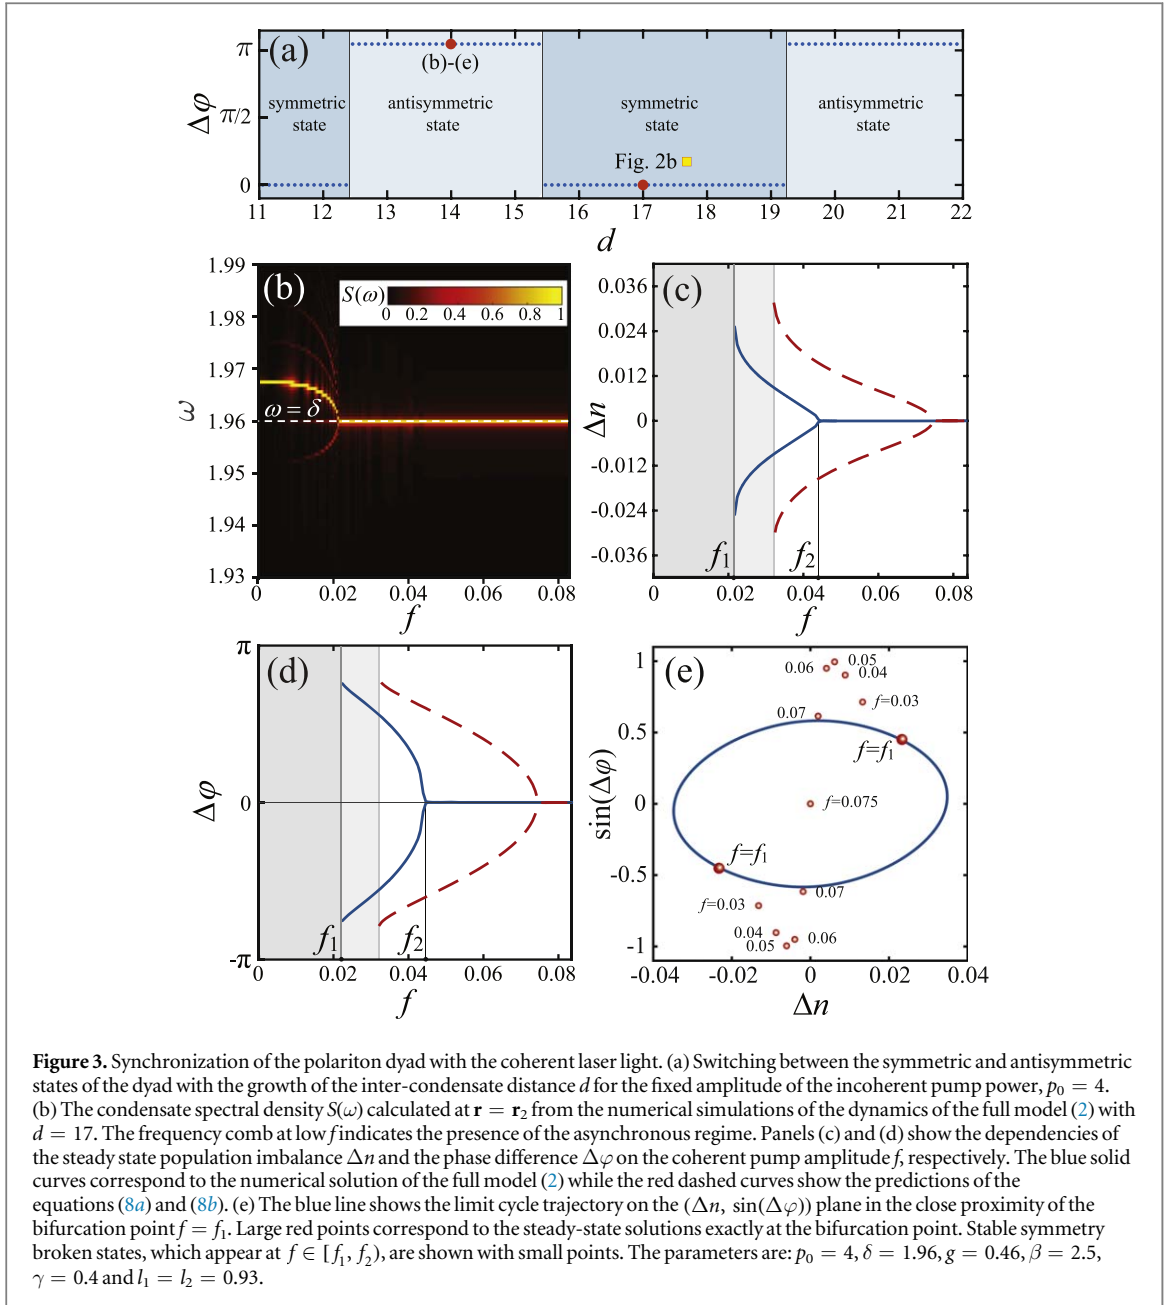 (a)
π
π/2
0
Δφ
symmetric state
antisymmetric state
symmetric state
antisymmetric state
(b)-(e)
Fig. 2b
11 12 13 14 15 16 17 18 19 20 21 22
d
(b)
S(ω)
0 0.2 0.4 0.6 0.8 1
1.99
1.98
1.97
1.96
1.95
1.94
1.93
ω
ω = δ
0 0.02 0.04 0.06 0.08
f
(c)
0.036
0.024
0.012
0
-0.012
-0.024
-0.036
Δn
f₁
f₂
0 0.02 0.04 0.06 0.08
f
(d)
π
0
-π
Δφ
f₁
f₂
0 0.02 0.04 0.06 0.08
f
(e)
1
0.5
0
-0.5
-1
sin(Δφ)
0.05
0.06
0.04
f=0.03
0.07
f=f₁
f=0.075
f=f₁
0.07
f=0.03
0.04
0.06
0.05
-0.04 -0.02 0 0.02 0.04
Δn
Figure 3. Synchronization of the polariton dyad with the coherent laser light. (a) Switching between the symmetric and antisymmetric
states of the dyad with the growth of the inter-condensate distance d for the fixed amplitude of the incoherent pump power, p₀ = 4.
(b) The condensate spectral density S(ω) calculated at r = r₂ from the numerical simulations of the dynamics of the full model (2) with
d = 17. The frequency comb at low f indicates the presence of the asynchronous regime. Panels (c) and (d) show the dependencies of
the steady state population imbalance Δn and the phase difference Δφ on the coherent pump amplitude f, respectively. The blue solid
curves correspond to the numerical solution of the full model (2) while the red dashed curves show the predictions of the
equations (8a) and (8b). (e) The blue line shows the limit cycle trajectory on the (Δn, sin(Δφ)) plane in the close proximity of the
bifurcation point f = f₁. Large red points correspond to the steady-state solutions exactly at the bifurcation point. Stable symmetry
broken states, which appear at f ∈ [f₁, f₂), are shown with small points. The parameters are: p₀ = 4, δ = 1.96, g = 0.46, β = 2.5,
γ = 0.4 and l₁ = l₂ = 0.93.